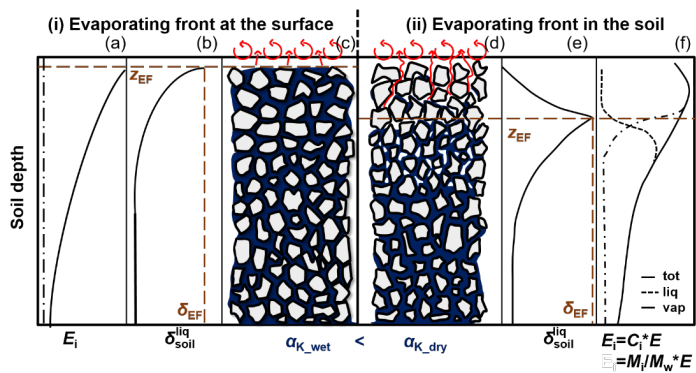 (i) Evaporating front at the surface
(ii) Evaporating front in the soil
(a)
(b)
(c)
(d)
(e)
(f)
z_EF
z_EF
Soil depth
δ_EF
δ_EF
tot
liq
vap
E_i
δ_soil^liq
α_K_wet < α_K_dry
δ_soil^liq
E_i=C_i*E
E_i=M_i/M_w*E